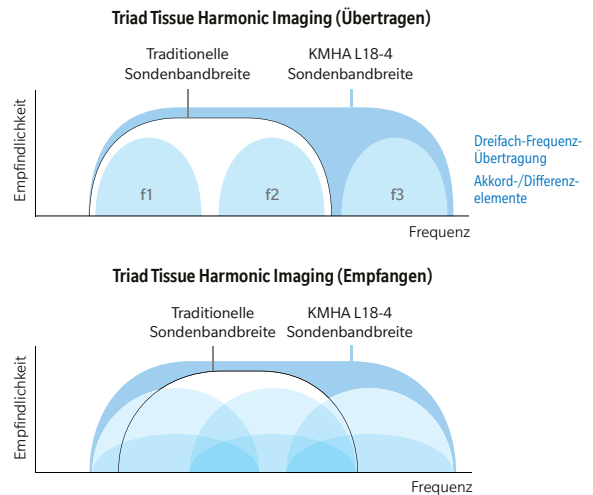 Triad Tissue Harmonic Imaging (Übertragen)
Traditionelle
Sondenbandbreite
KMHA L18-4
Sondenbandbreite
Empfindlichkeit
f1
f2
f3
Dreifach-Frequenz-
Übertragung
Akkord-/Differenz-
elemente
Frequenz
Triad Tissue Harmonic Imaging (Empfangen)
Traditionelle
Sondenbandbreite
KMHA L18-4
Sondenbandbreite
Empfindlichkeit
Frequenz